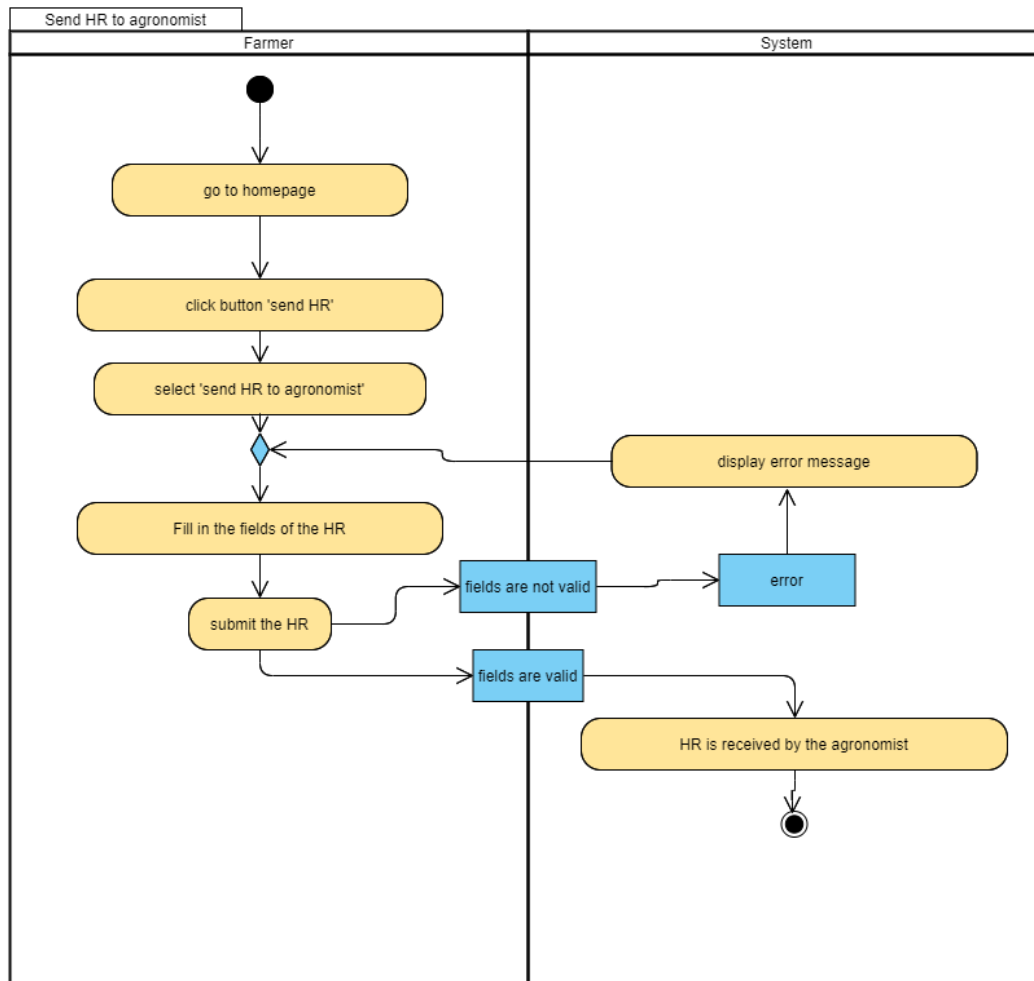 Send HR to agronomist
Farmer
System
go to homepage
click button 'send HR'
select 'send HR to agronomist'
display error message
Fill in the fields of the HR
fields are not valid
error
submit the HR
fields are valid
HR is received by the agronomist